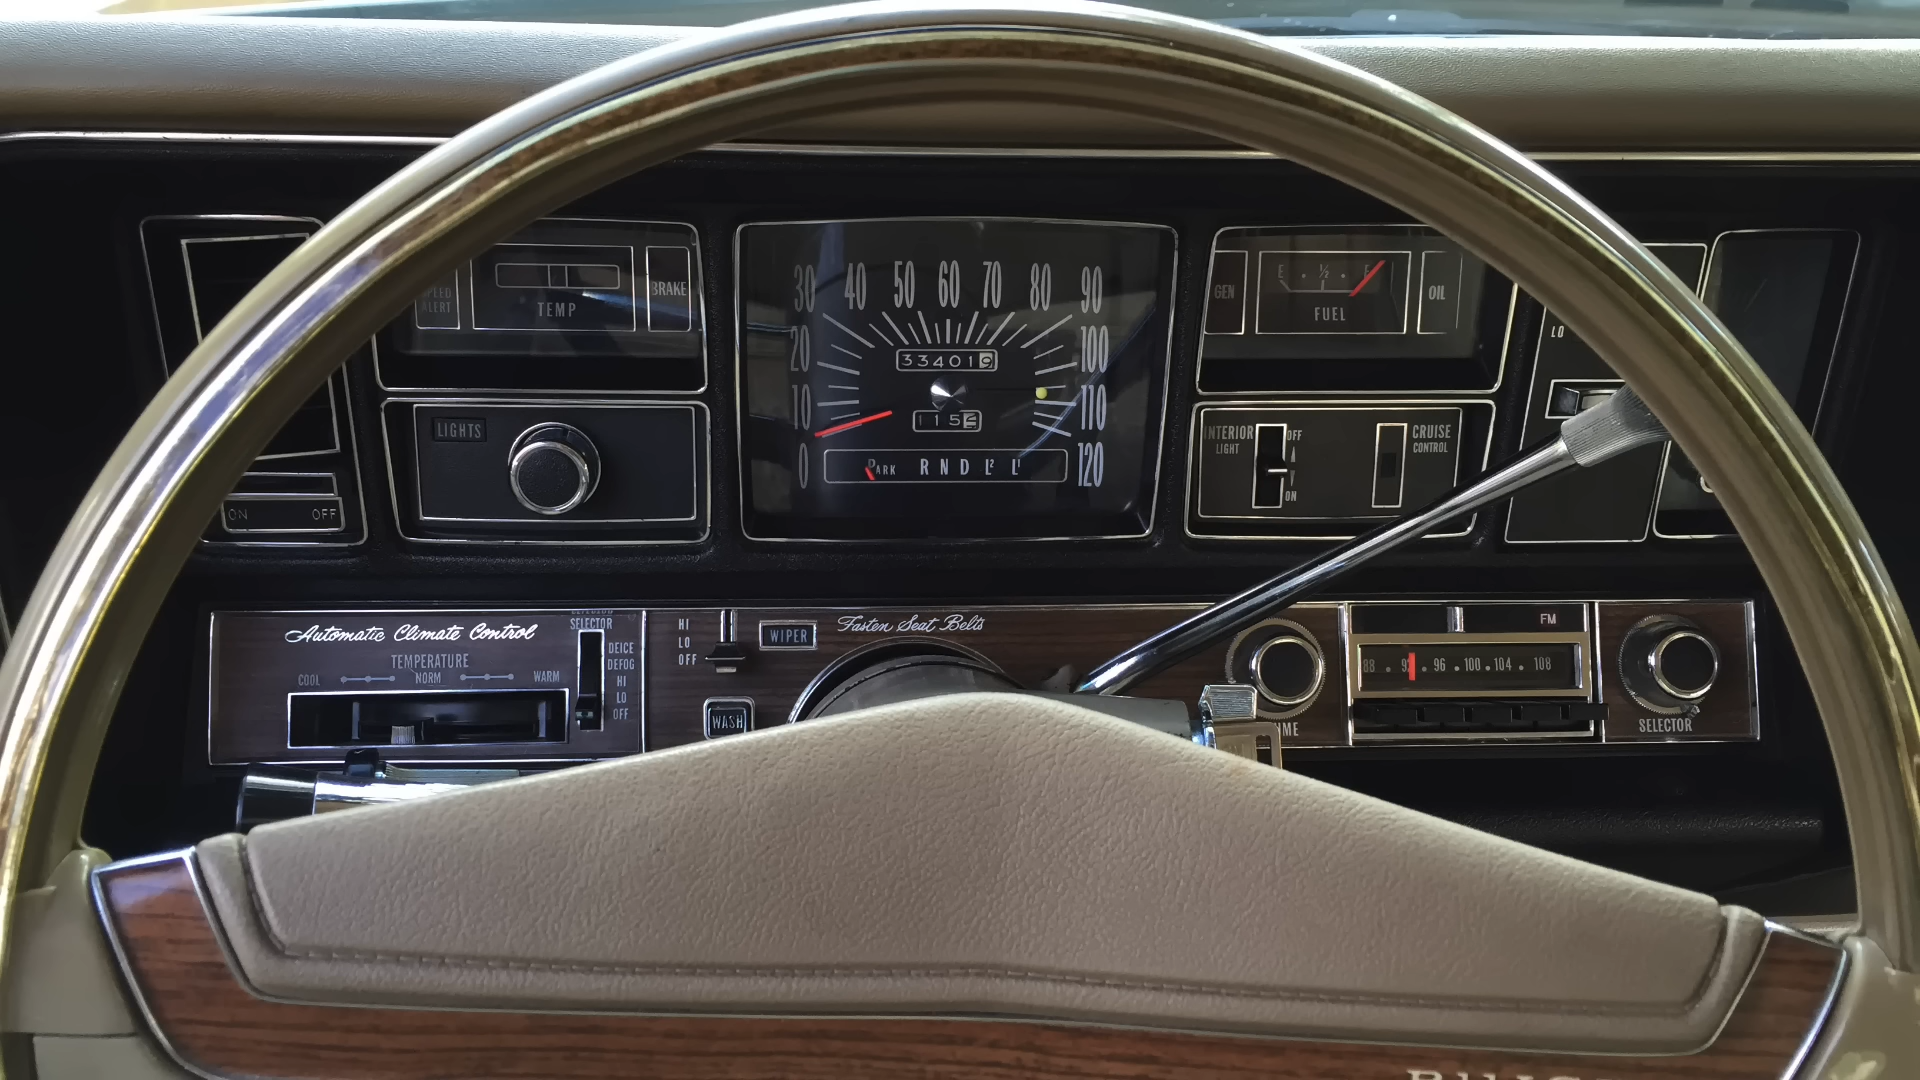 30 40 50 60 70 80 90
20 100
10 110
0 120
33401 9
115
PARK R N D L² L¹
ALERT
TEMP
BRAKE
GEN
E ½ F
FUEL
OIL
LO
LIGHTS
INTERIOR
LIGHT
OFF
ON
CRUISE
CONTROL
ON OFF
Automatic Climate Control
TEMPERATURE
COOL NORM WARM
SELECTOR
DEICE
DEFOG
HI
LO
OFF
HI
LO
OFF
WIPER
WASH
Fasten Seat Belts
FM
88 96 100 104 108
SELECTOR